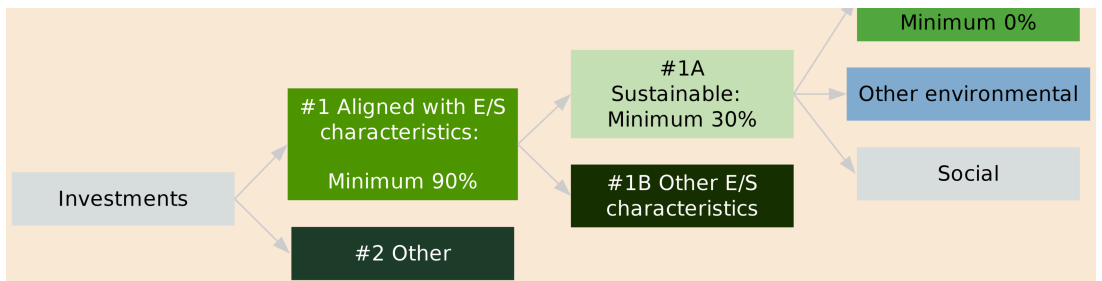 Investments
#1 Aligned with E/S
characteristics:
Minimum 90%
#2 Other
#1A
Sustainable:
Minimum 30%
#1B Other E/S
characteristics
Minimum 0%
Other environmental
Social